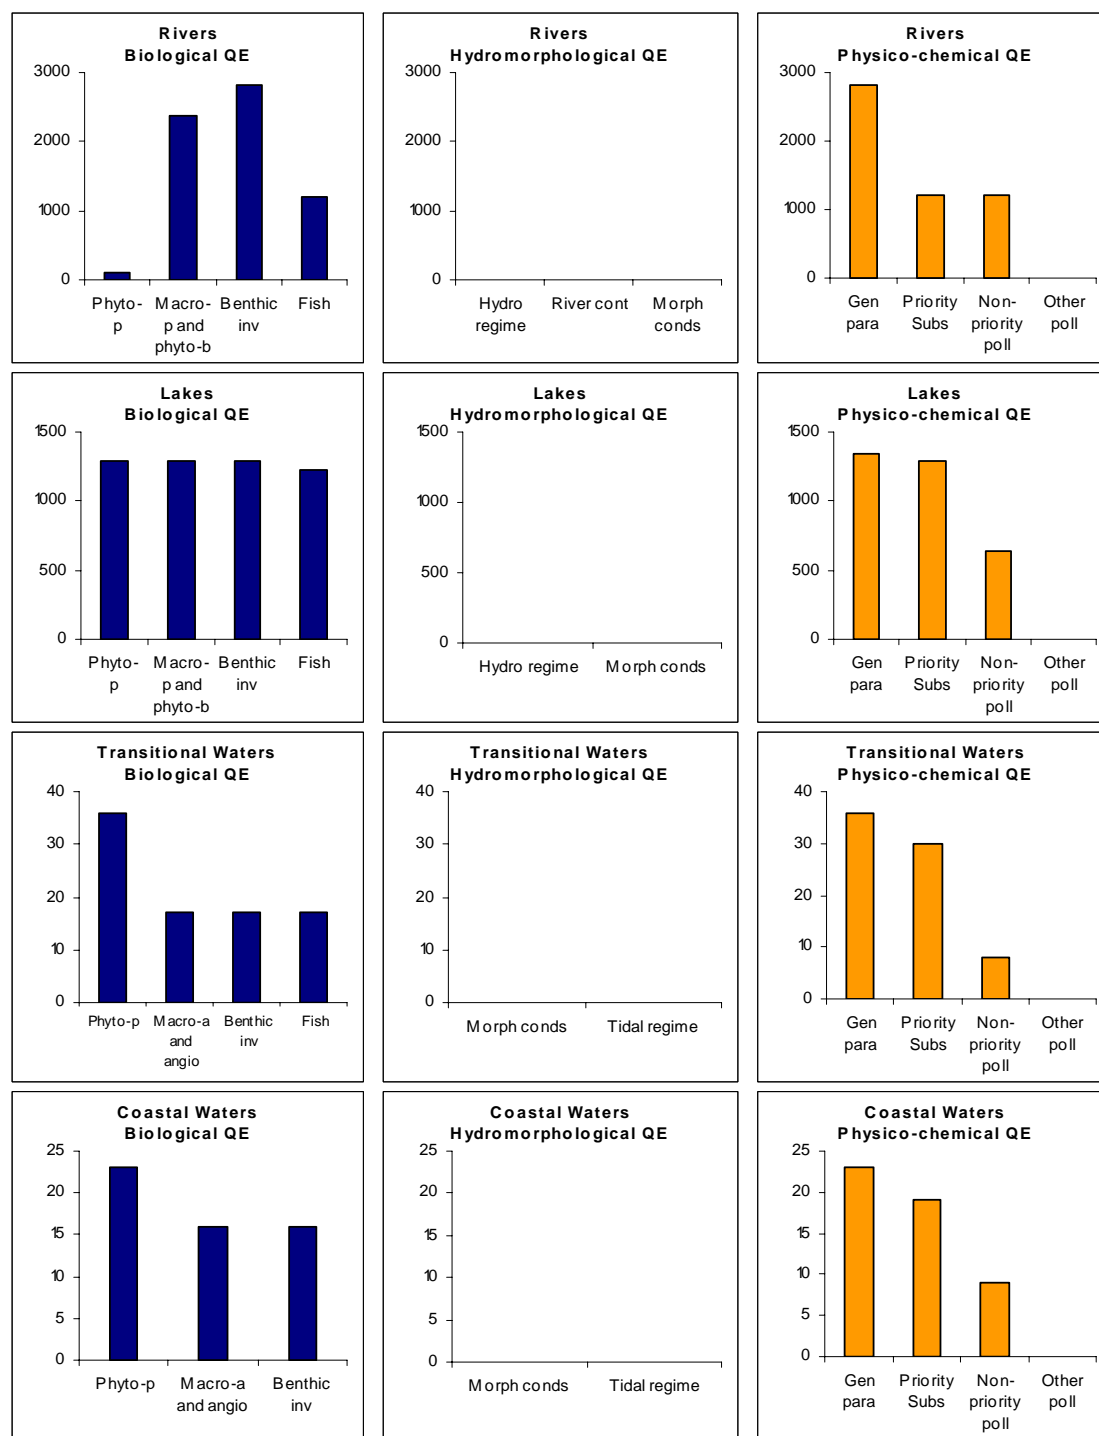 Rivers
Biological QE
3000
2000
1000
0
Phyto-
p
Macro-
p and
phyto-b
Benthic
inv
Fish
Rivers
Hydromorphological QE
3000
2000
1000
0
Hydro
regime
River cont
Morph
conds
Rivers
Physico-chemical QE
3000
2000
1000
0
Gen
para
Priority
Subs
Non-
priority
poll
Other
poll
Lakes
Biological QE
1500
1000
500
0
Phyto-
p
Macro-
p and
phyto-b
Benthic
inv
Fish
Lakes
Hydromorphological QE
1500
1000
500
0
Hydro regime
Morph conds
Lakes
Physico-chemical QE
1500
1000
500
0
Gen
para
Priority
Subs
Non-
priority
poll
Other
poll
Transitional Waters
Biological QE
40
30
20
10
0
Phyto-p
Macro-a
and
angio
Benthic
inv
Fish
Transitional Waters
Hydromorphological QE
40
30
20
10
0
Morph conds
Tidal regime
Transitional Waters
Physico-chemical QE
40
30
20
10
0
Gen
para
Priority
Subs
Non-
priority
poll
Other
poll
Coastal Waters
Biological QE
25
20
15
10
5
0
Phyto-p
Macro-a
and angio
Benthic
inv
Coastal Waters
Hydromorphological QE
25
20
15
10
5
0
Morph conds
Tidal regime
Coastal Waters
Physico-chemical QE
25
20
15
10
5
0
Gen
para
Priority
Subs
Non-
priority
poll
Other
poll